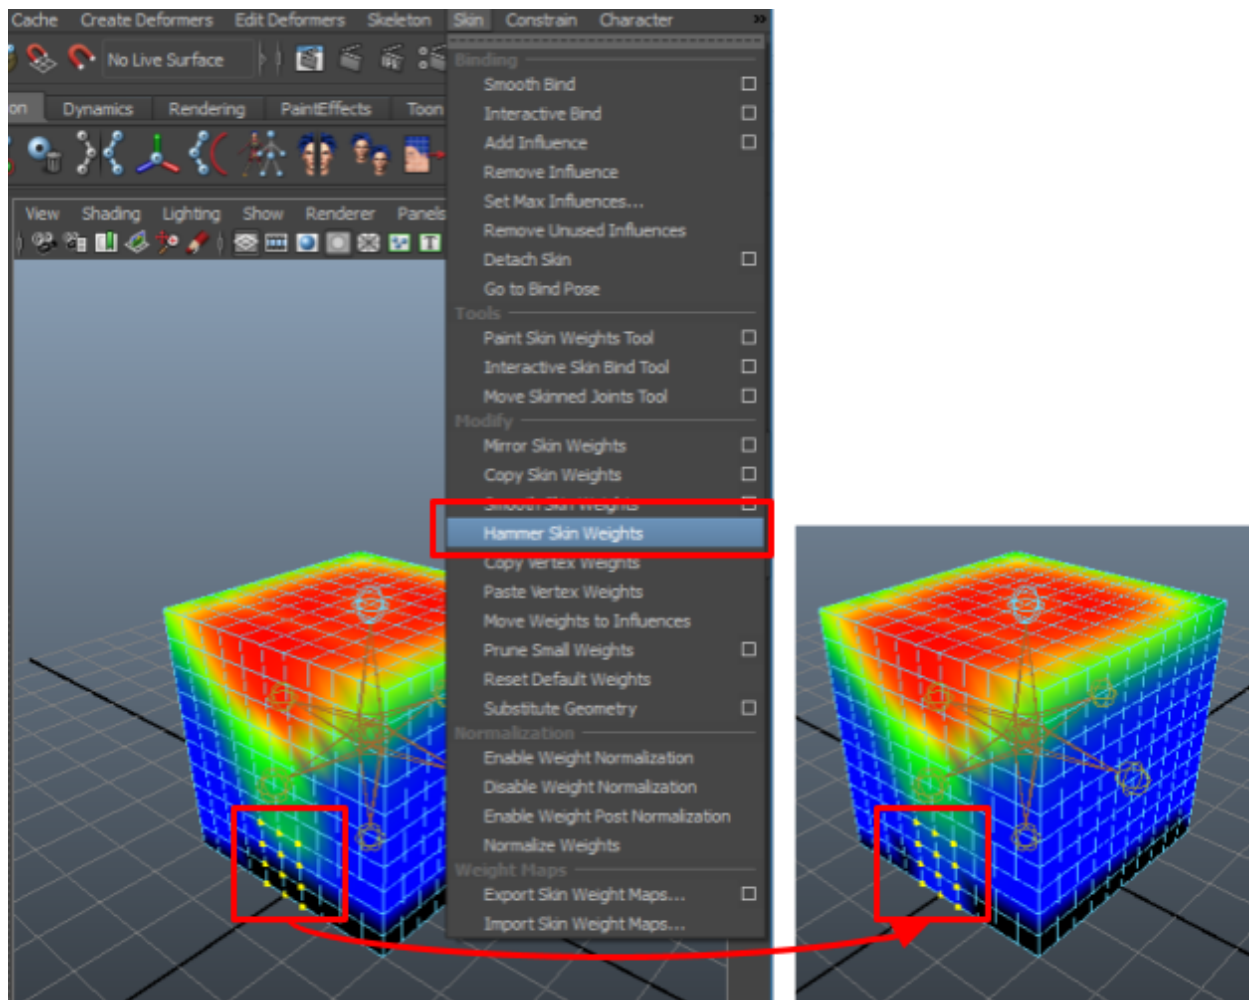 Cache Create Deformers Edit Deformers Skeleton Skin Constrain Character »
No Live Surface
on Dynamics Rendering PaintEffects Toon
View Shading Lighting Show Renderer Panels
Binding
Smooth Bind
Interactive Bind
Add Influence
Remove Influence
Set Max Influences...
Remove Unused Influences
Detach Skin
Go to Bind Pose
Tools
Paint Skin Weights Tool
Interactive Skin Bind Tool
Move Skinned Joints Tool
Modify
Mirror Skin Weights
Copy Skin Weights
Smooth Skin Weights
Hammer Skin Weights
Copy Vertex Weights
Paste Vertex Weights
Move Weights to Influences
Prune Small Weights
Reset Default Weights
Substitute Geometry
Normalization
Enable Weight Normalization
Disable Weight Normalization
Enable Weight Post Normalization
Normalize Weights
Weight Maps
Export Skin Weight Maps...
Import Skin Weight Maps...